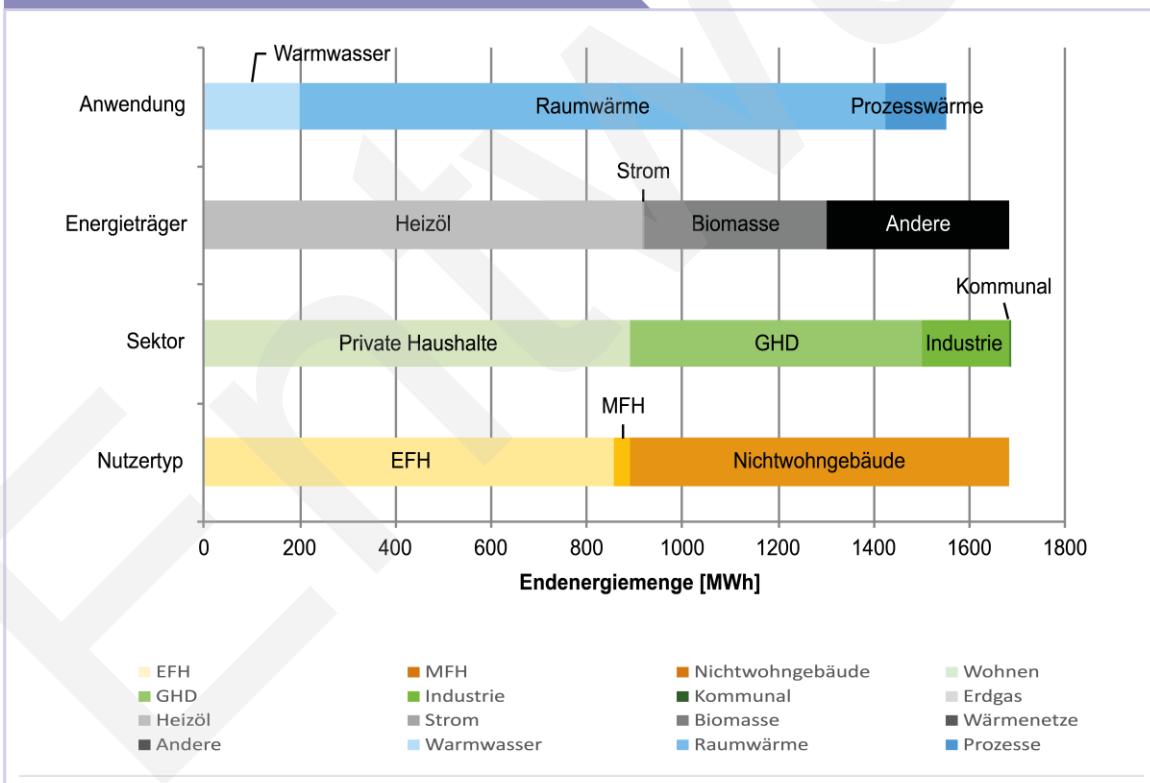 Warmwasser
Anwendung
Raumwärme
Prozesswärme
Strom
Energieträger
Heizöl
Biomasse
Andere
Kommunal
Sektor
Private Haushalte
GHD
Industrie
MFH
Nutzertyp
EFH
Nichtwohngebäude
0 200 400 600 800 1000 1200 1400 1600 1800
Endenergiemenge [MWh]
EFH MFH Nichtwohngebäude Wohnen
GHD Industrie Kommunal Erdgas
Heizöl Strom Biomasse Wärmenetze
Andere Warmwasser Raumwärme Prozesse